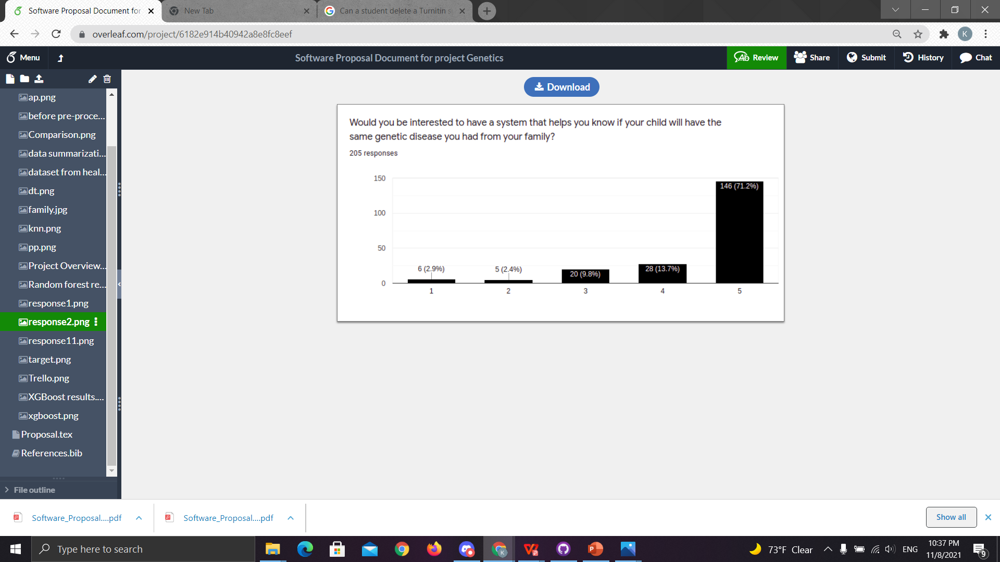 Software Proposal Document for
New Tab
Can a student delete a Turnitin s
overleaf.com/project/6182e914b40942a8e8fc8eef
K
Menu
Software Proposal Document for project Genetics
Review
Share
Submit
History
Chat
Download
ap.png
before pre-proce...
Comparison.png
data summarizati...
dataset from heal...
dt.png
family.jpg
knn.png
pp.png
Project Overview...
Random forest re...
response1.png
response2.png
response11.png
target.png
Trello.png
XGBoost results....
xgboost.png
Proposal.tex
References.bib
File outline
Would you be interested to have a system that helps you know if your child will have the
same genetic disease you had from your family?
205 responses
150
100
50
0
6 (2.9%)
5 (2.4%)
20 (9.8%)
28 (13.7%)
146 (71.2%)
1
2
3
4
5
Software_Proposal....pdf
Software_Proposal....pdf
Show all
Type here to search
73°F Clear
ENG
10:37 PM
11/8/2021
9